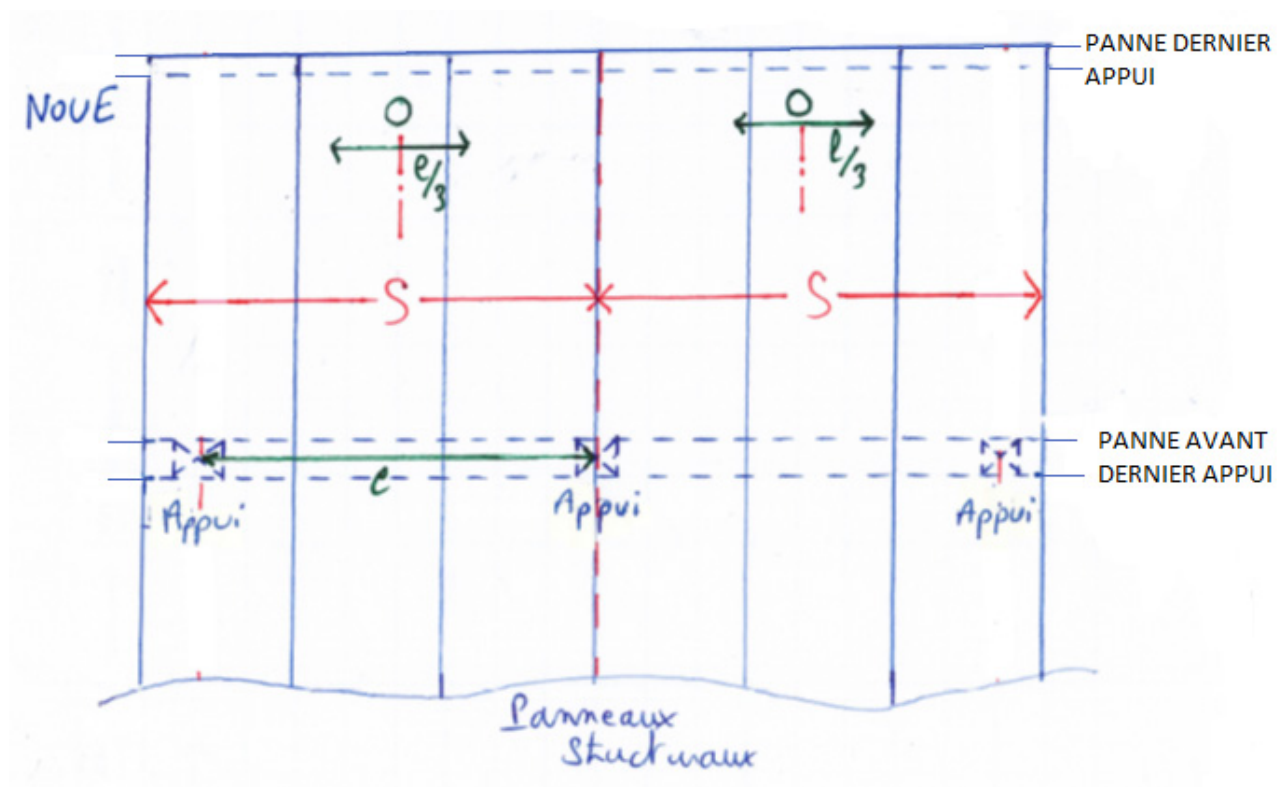 PANNE DERNIER
APPUI
NOUE
O
O
l/3
l/3
S
S
PANNE AVANT
DERNIER APPUI
l
Appui
Appui
Appui
Panneaux
Structuraux